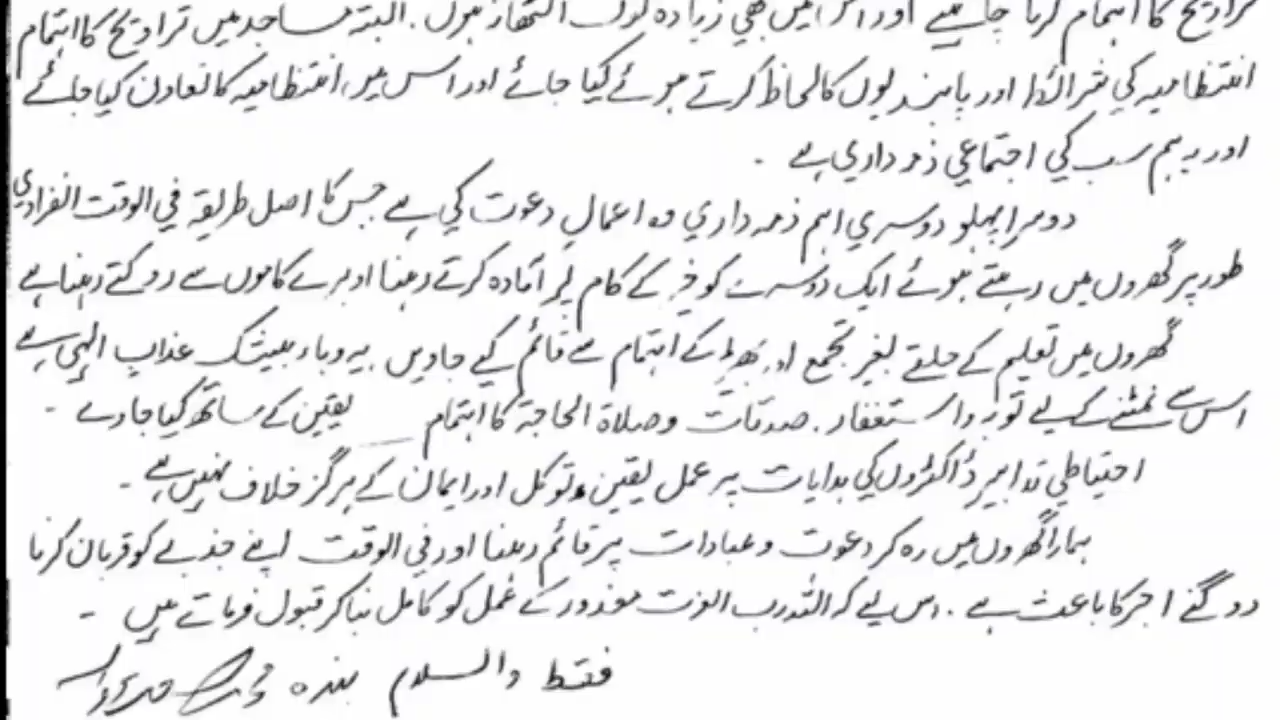 تراویح کا اہتمام کرنا چاہیے اور اس میں بھی زیادہ لوگ اکٹھا نہ ہوں . البتہ مساجد میں تراویح کا اہتمام
انتظامیہ کی شرائط اور پابندیوں کا لحاظ کرتے ہوئے کیا جائے اور اس میں انتظامیہ کا تعاون کیا جائے
اور یہ ہم سب کی اجتماعی ذمہ داری ہے ۔
دوسرا پہلو دوسری اہم ذمہ داری وہ اعمال دعوت کی ہے جس کا اصل طریقہ فی الوقت انفرادی
طور پر گھروں میں رہتے ہوئے ایک دوسرے کو خیر کے کام پر آمادہ کرتے رہنا اور برے کاموں سے روکتے رہنا ہے
گھروں میں تعلیم کے حلقے بغیر تجمع اور بھیڑ کے اہتمام سے قائم کیے جاویں یہ وباء بیشک عذاب الہی ہے
اس سے نمٹنے کے لیے توبہ و استغفار . صدقات و صلاۃ الحاجۃ کا اہتمام یقین کے ساتھ کیا جاوے ۔
احتیاطی تدابیر ڈاکٹروں کی ہدایات پر عمل یقین و توکل اور ایمان کے ہرگز خلاف نہیں ہے ۔
ہمارا گھروں میں رہ کر دعوت و عبادات پر قائم رہنا اور فی الوقت اپنے جذبے کو قربان کرنا
دوگنے اجر کا باعث ہے . اس لیے کہ اللہ رب العزت معذور کے عمل کو کامل بنا کر قبول فرماتے ہیں ۔
فقط والسلام بندہ محمد